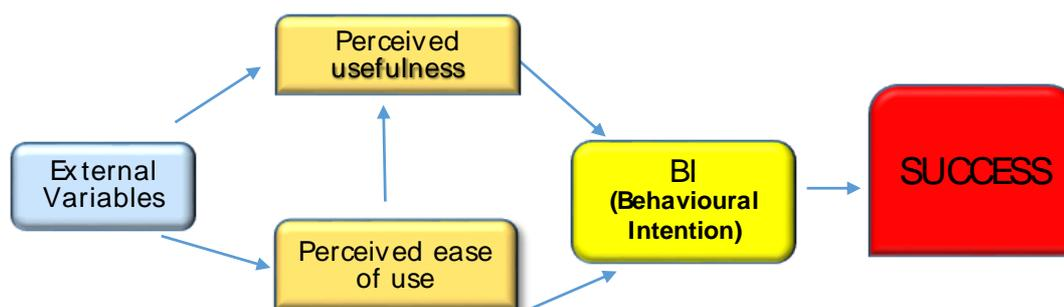 Perceived
usefulness
External
Variables
BI
(Behavioural
Intention)
SUCCESS
Perceived ease
of use